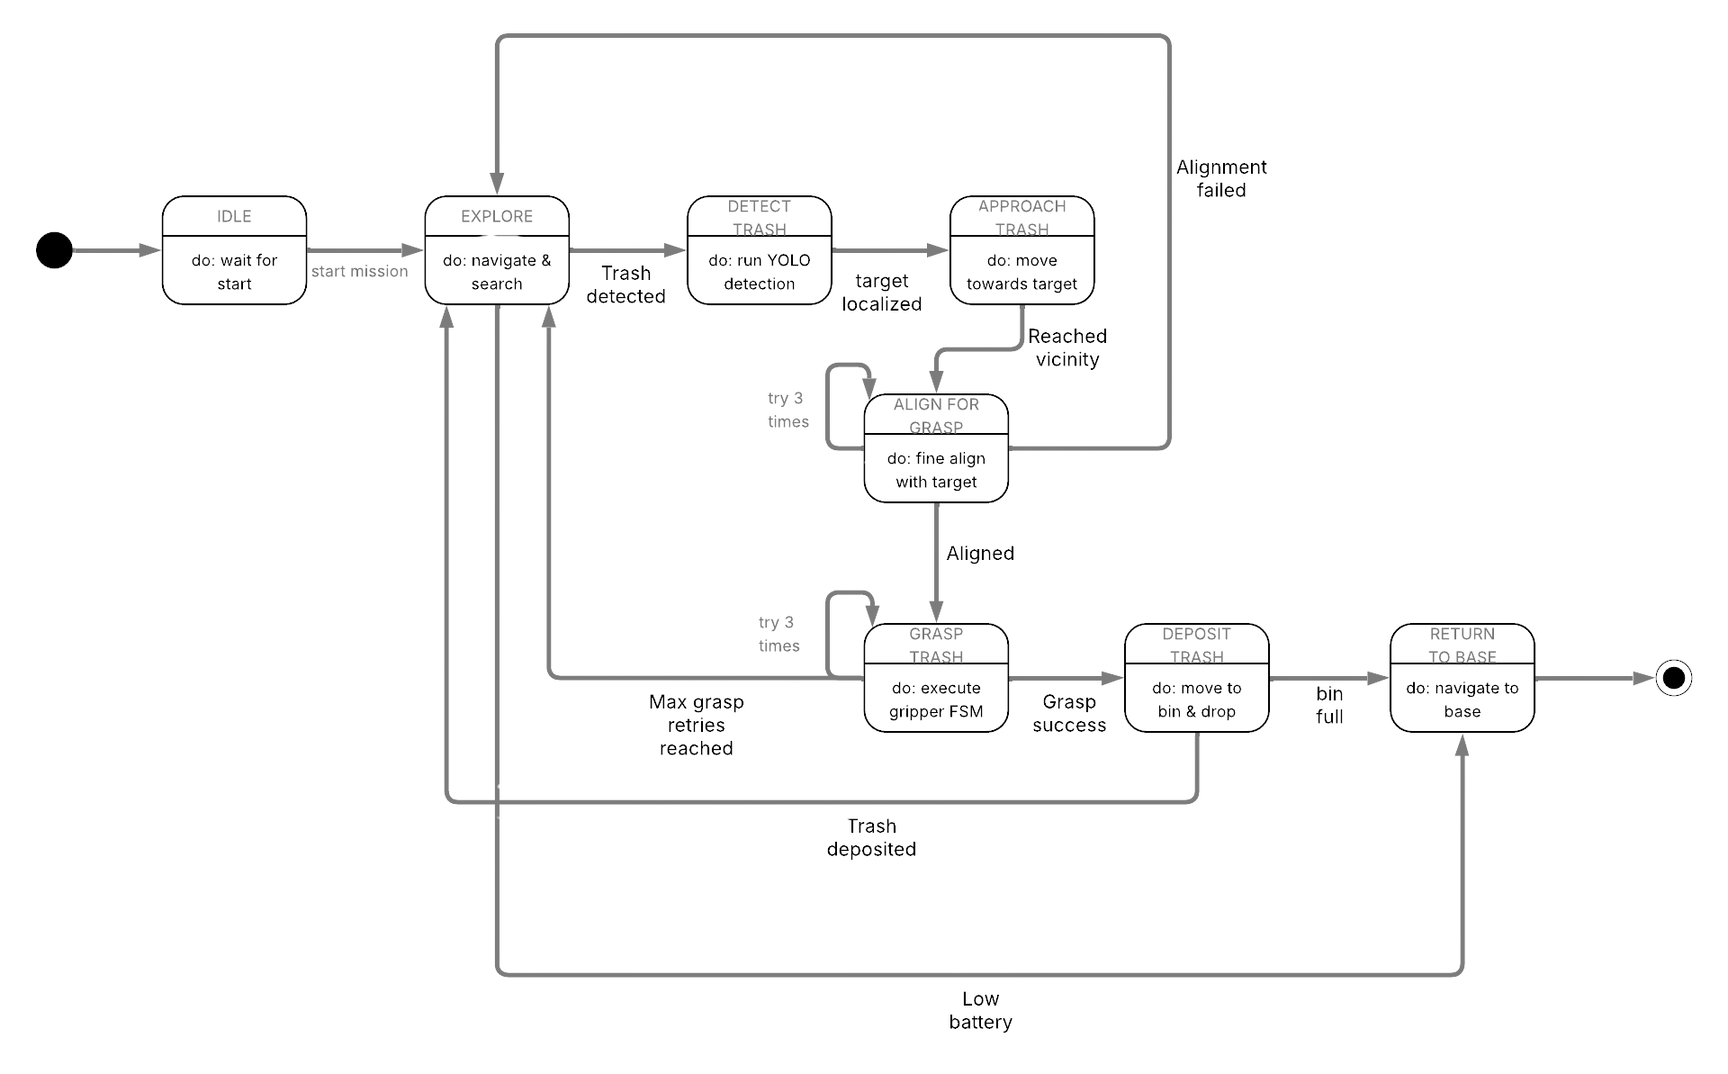 Alignment
failed
IDLE
do: wait for
start
start mission
EXPLORE
do: navigate &
search
Trash
detected
DETECT
TRASH
do: run YOLO
detection
target
localized
APPROACH
TRASH
do: move
towards target
Reached
vicinity
try 3
times
ALIGN FOR
GRASP
do: fine align
with target
Aligned
try 3
times
GRASP
TRASH
do: execute
gripper FSM
Max grasp
retries
reached
Grasp
success
DEPOSIT
TRASH
do: move to
bin & drop
bin
full
RETURN
TO BASE
do: navigate to
base
Trash
deposited
Low
battery